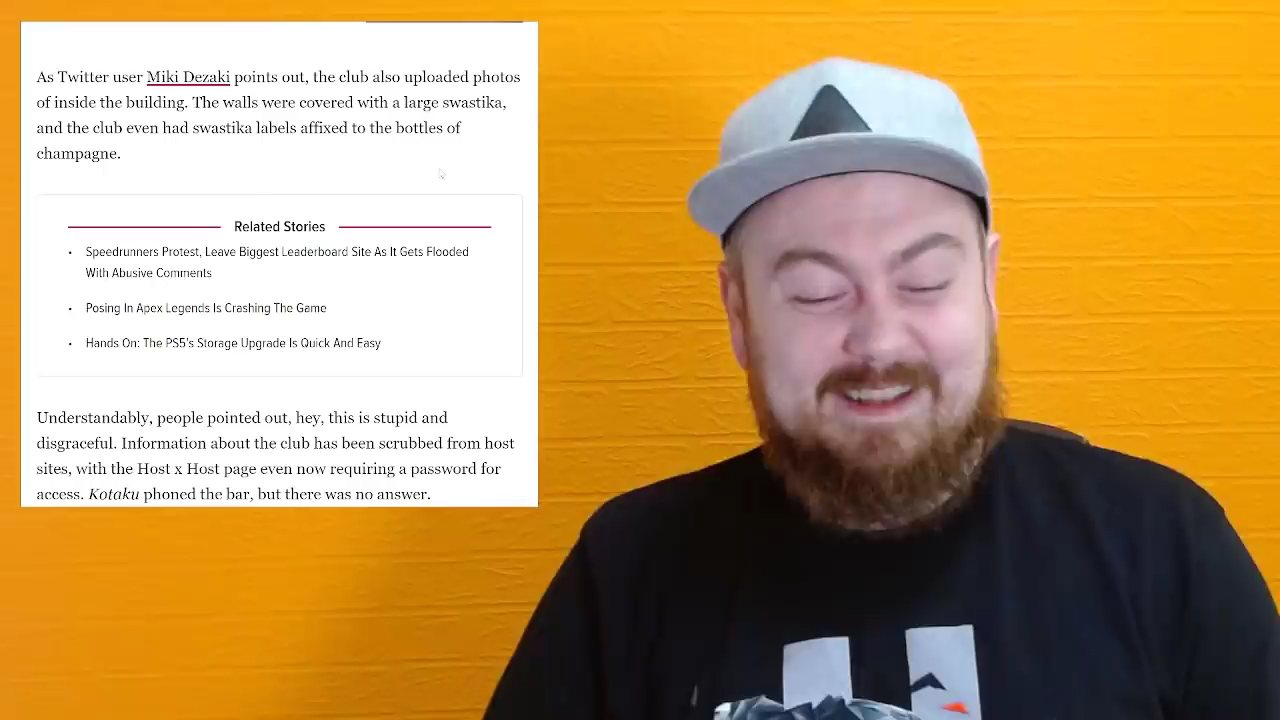 As Twitter user Miki Dezaki points out, the club also uploaded photos
of inside the building. The walls were covered with a large swastika,
and the club even had swastika labels affixed to the bottles of
champagne.
Related Stories
• Speedrunners Protest, Leave Biggest Leaderboard Site As It Gets Flooded
With Abusive Comments
• Posing In Apex Legends Is Crashing The Game
• Hands On: The PS5's Storage Upgrade Is Quick And Easy
Understandably, people pointed out, hey, this is stupid and
disgraceful. Information about the club has been scrubbed from host
sites, with the Host x Host page even now requiring a password for
access. Kotaku phoned the bar, but there was no answer.